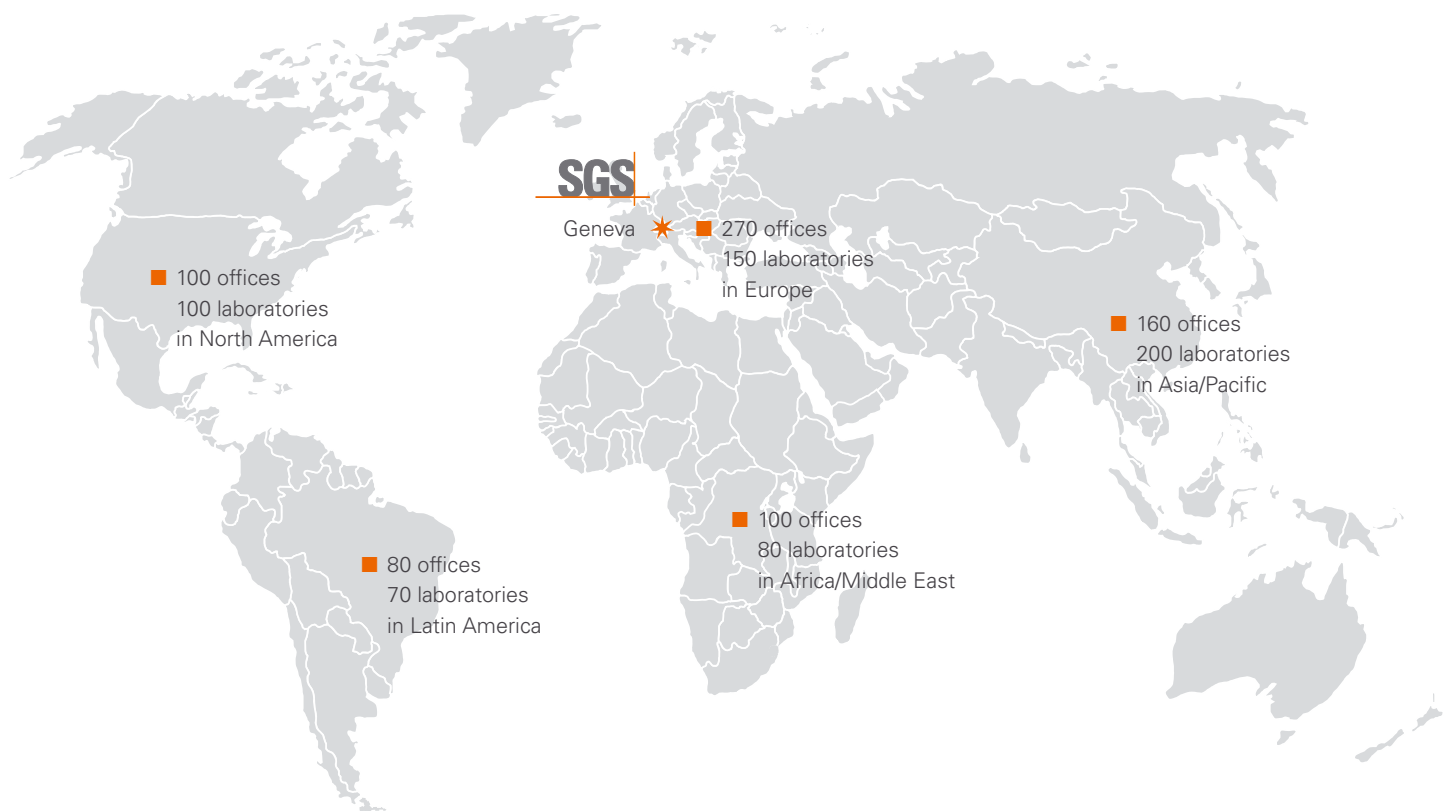 SGS
Geneva
270 offices
150 laboratories
in Europe
100 offices
100 laboratories
in North America
160 offices
200 laboratories
in Asia/Pacific
100 offices
80 laboratories
in Africa/Middle East
80 offices
70 laboratories
in Latin America